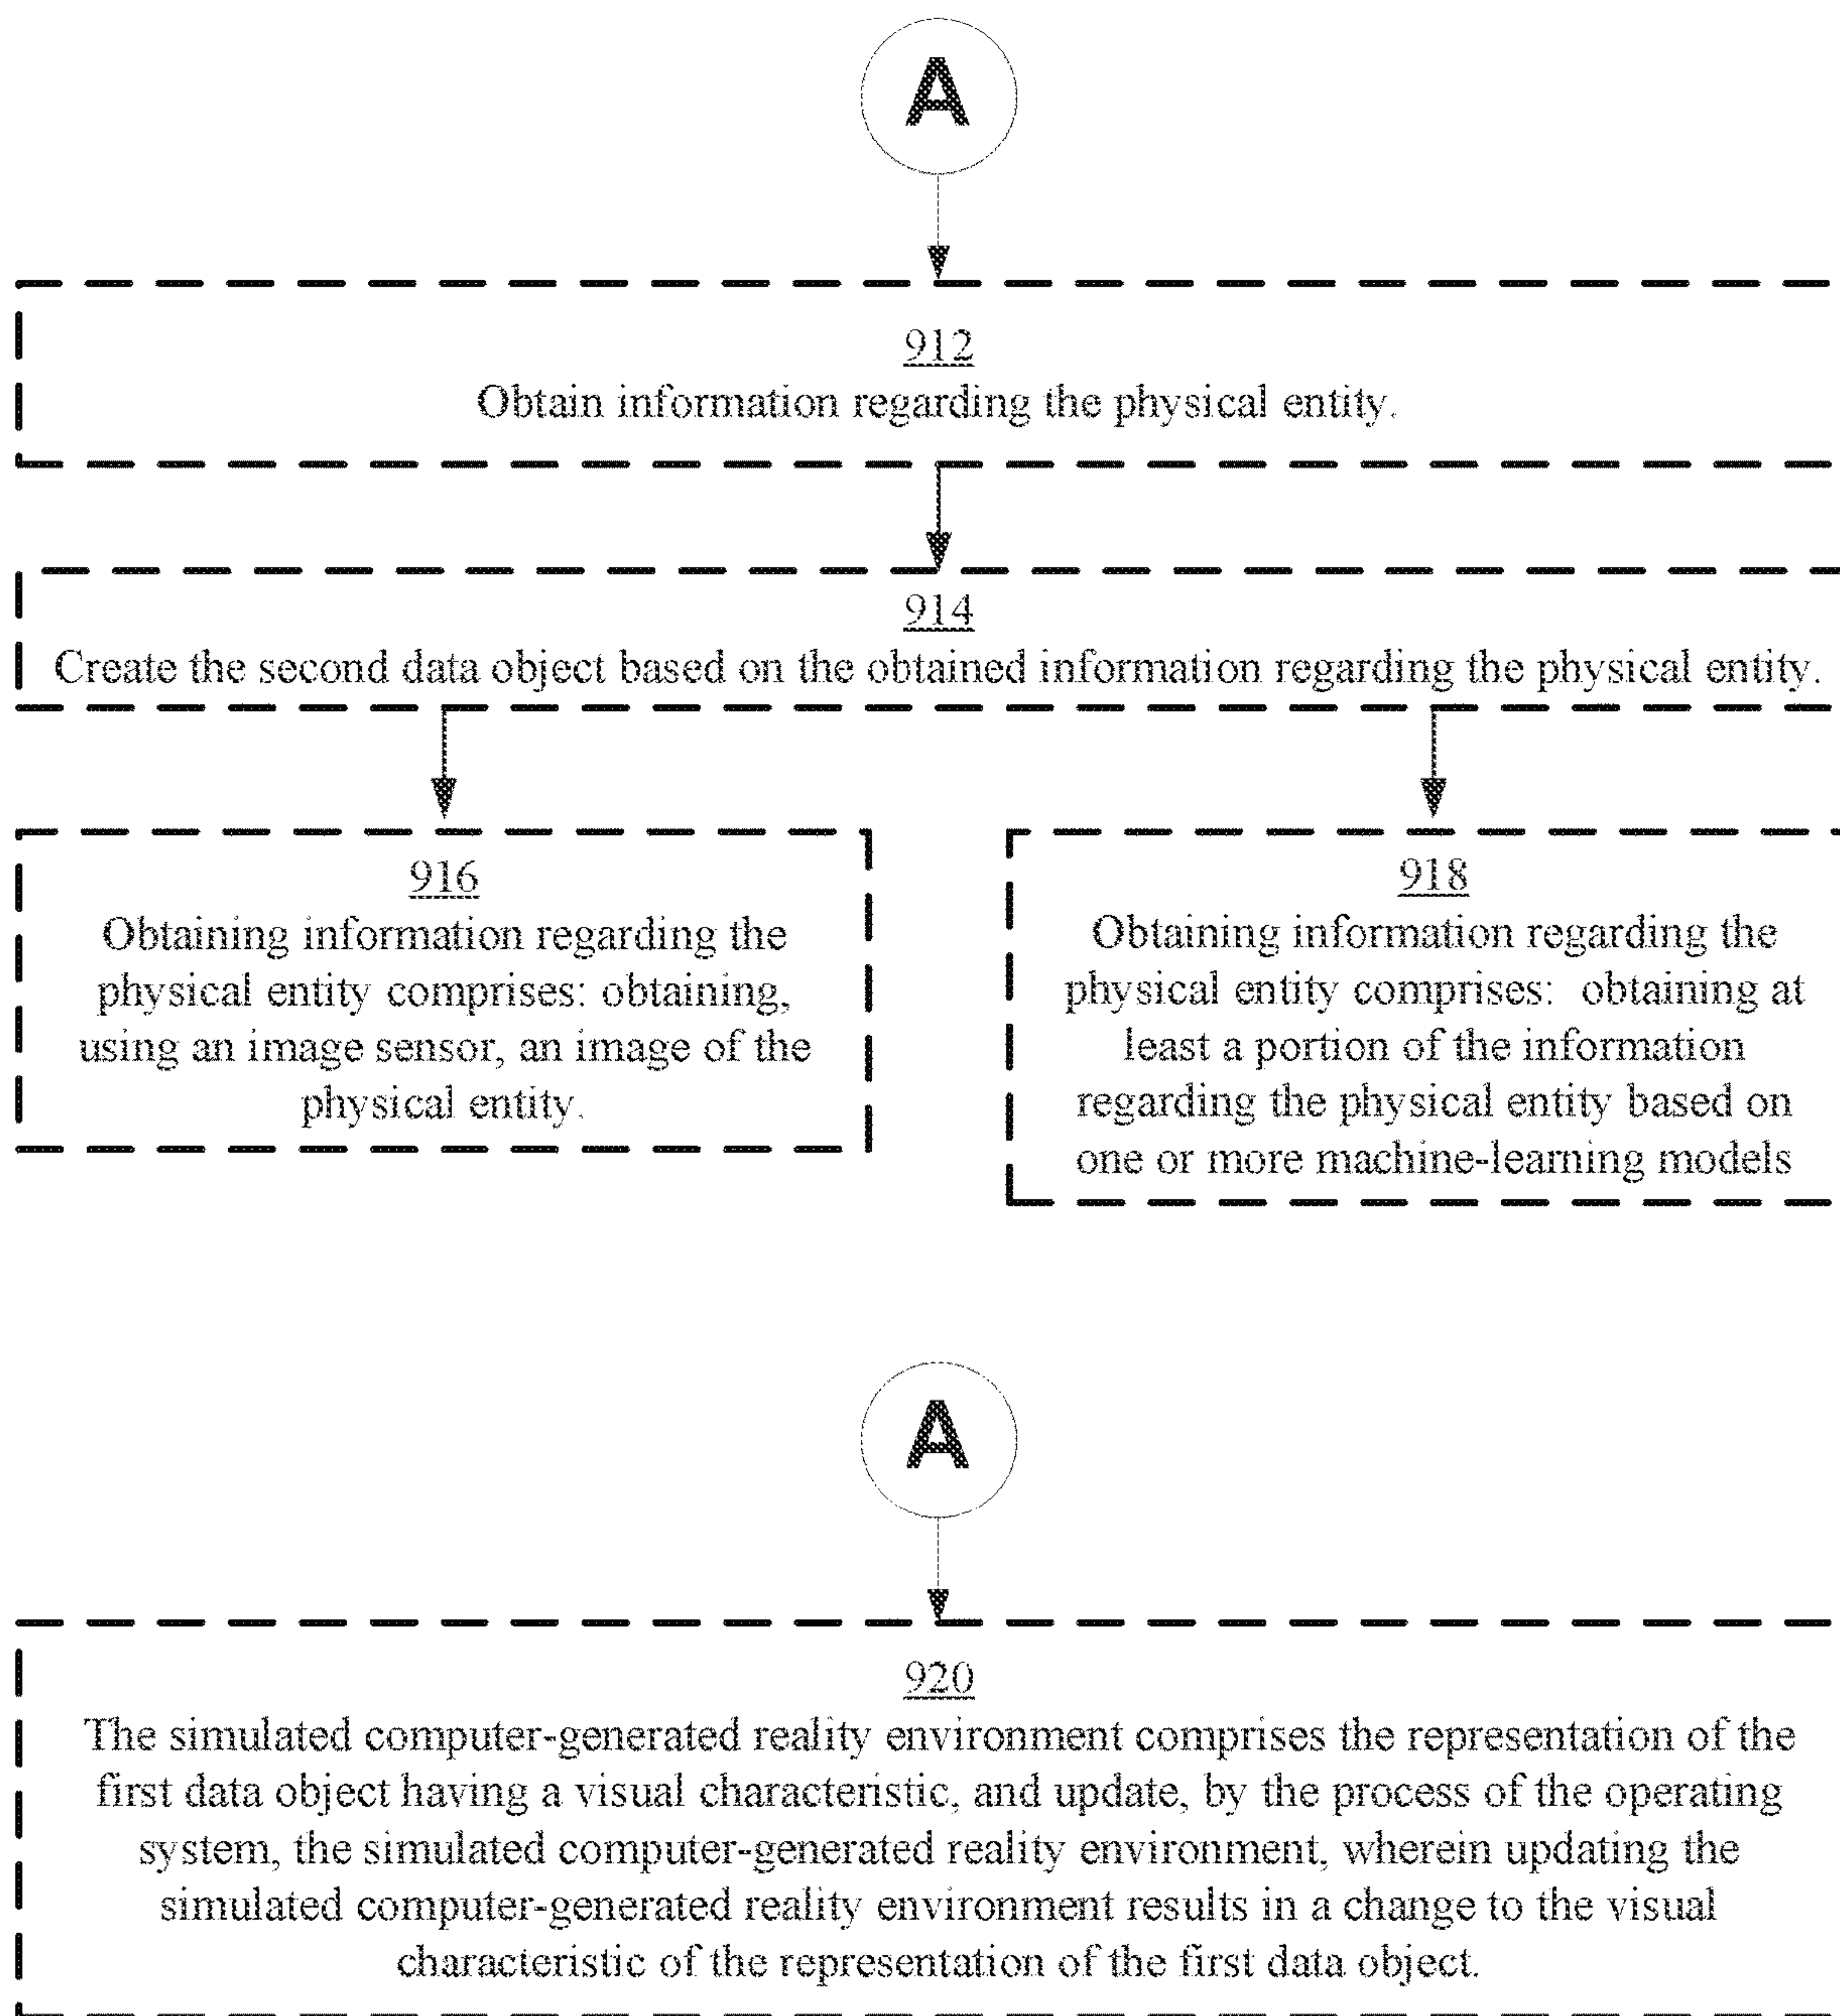 A
912
Obtain information regarding the physical entity.
914
Create the second data object based on the obtained information regarding the physical entity.
916
Obtaining information regarding the
physical entity comprises: obtaining,
using an image sensor, an image of the
physical entity.
918
Obtaining information regarding the
physical entity comprises: obtaining at
least a portion of the information
regarding the physical entity based on
one or more machine-learning models
A
920
The simulated computer-generated reality environment comprises the representation of the
first data object having a visual characteristic, and update, by the process of the operating
system, the simulated computer-generated reality environment, wherein updating the
simulated computer-generated reality environment results in a change to the visual
characteristic of the representation of the first data object.